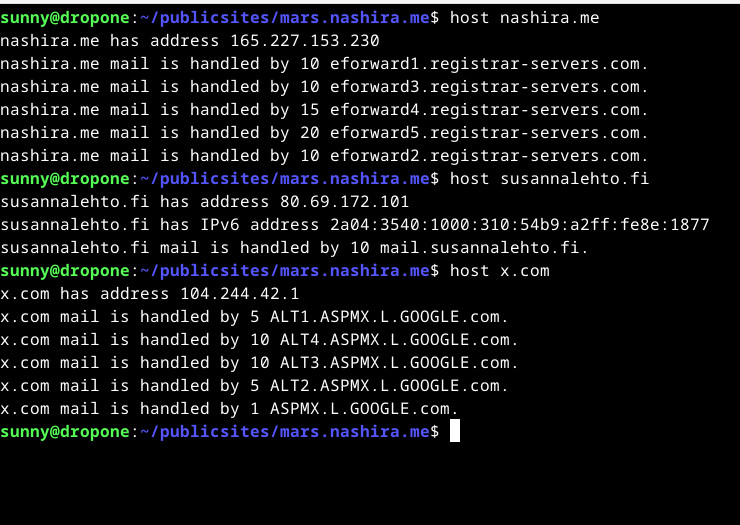 sunny@dropone:~/publicsites/mars.nashira.me$ host nashira.me
nashira.me has address 165.227.153.230
nashira.me mail is handled by 10 eforward1.registrar-servers.com.
nashira.me mail is handled by 10 eforward3.registrar-servers.com.
nashira.me mail is handled by 15 eforward4.registrar-servers.com.
nashira.me mail is handled by 20 eforward5.registrar-servers.com.
nashira.me mail is handled by 10 eforward2.registrar-servers.com.
sunny@dropone:~/publicsites/mars.nashira.me$ host susannalehto.fi
susannalehto.fi has address 80.69.172.101
susannalehto.fi has IPv6 address 2a04:3540:1000:310:54b9:a2ff:fe8e:1877
susannalehto.fi mail is handled by 10 mail.susannalehto.fi.
sunny@dropone:~/publicsites/mars.nashira.me$ host x.com
x.com has address 104.244.42.1
x.com mail is handled by 5 ALT1.ASPMX.L.GOOGLE.com.
x.com mail is handled by 10 ALT4.ASPMX.L.GOOGLE.com.
x.com mail is handled by 10 ALT3.ASPMX.L.GOOGLE.com.
x.com mail is handled by 5 ALT2.ASPMX.L.GOOGLE.com.
x.com mail is handled by 1 ASPMX.L.GOOGLE.com.
sunny@dropone:~/publicsites/mars.nashira.me$